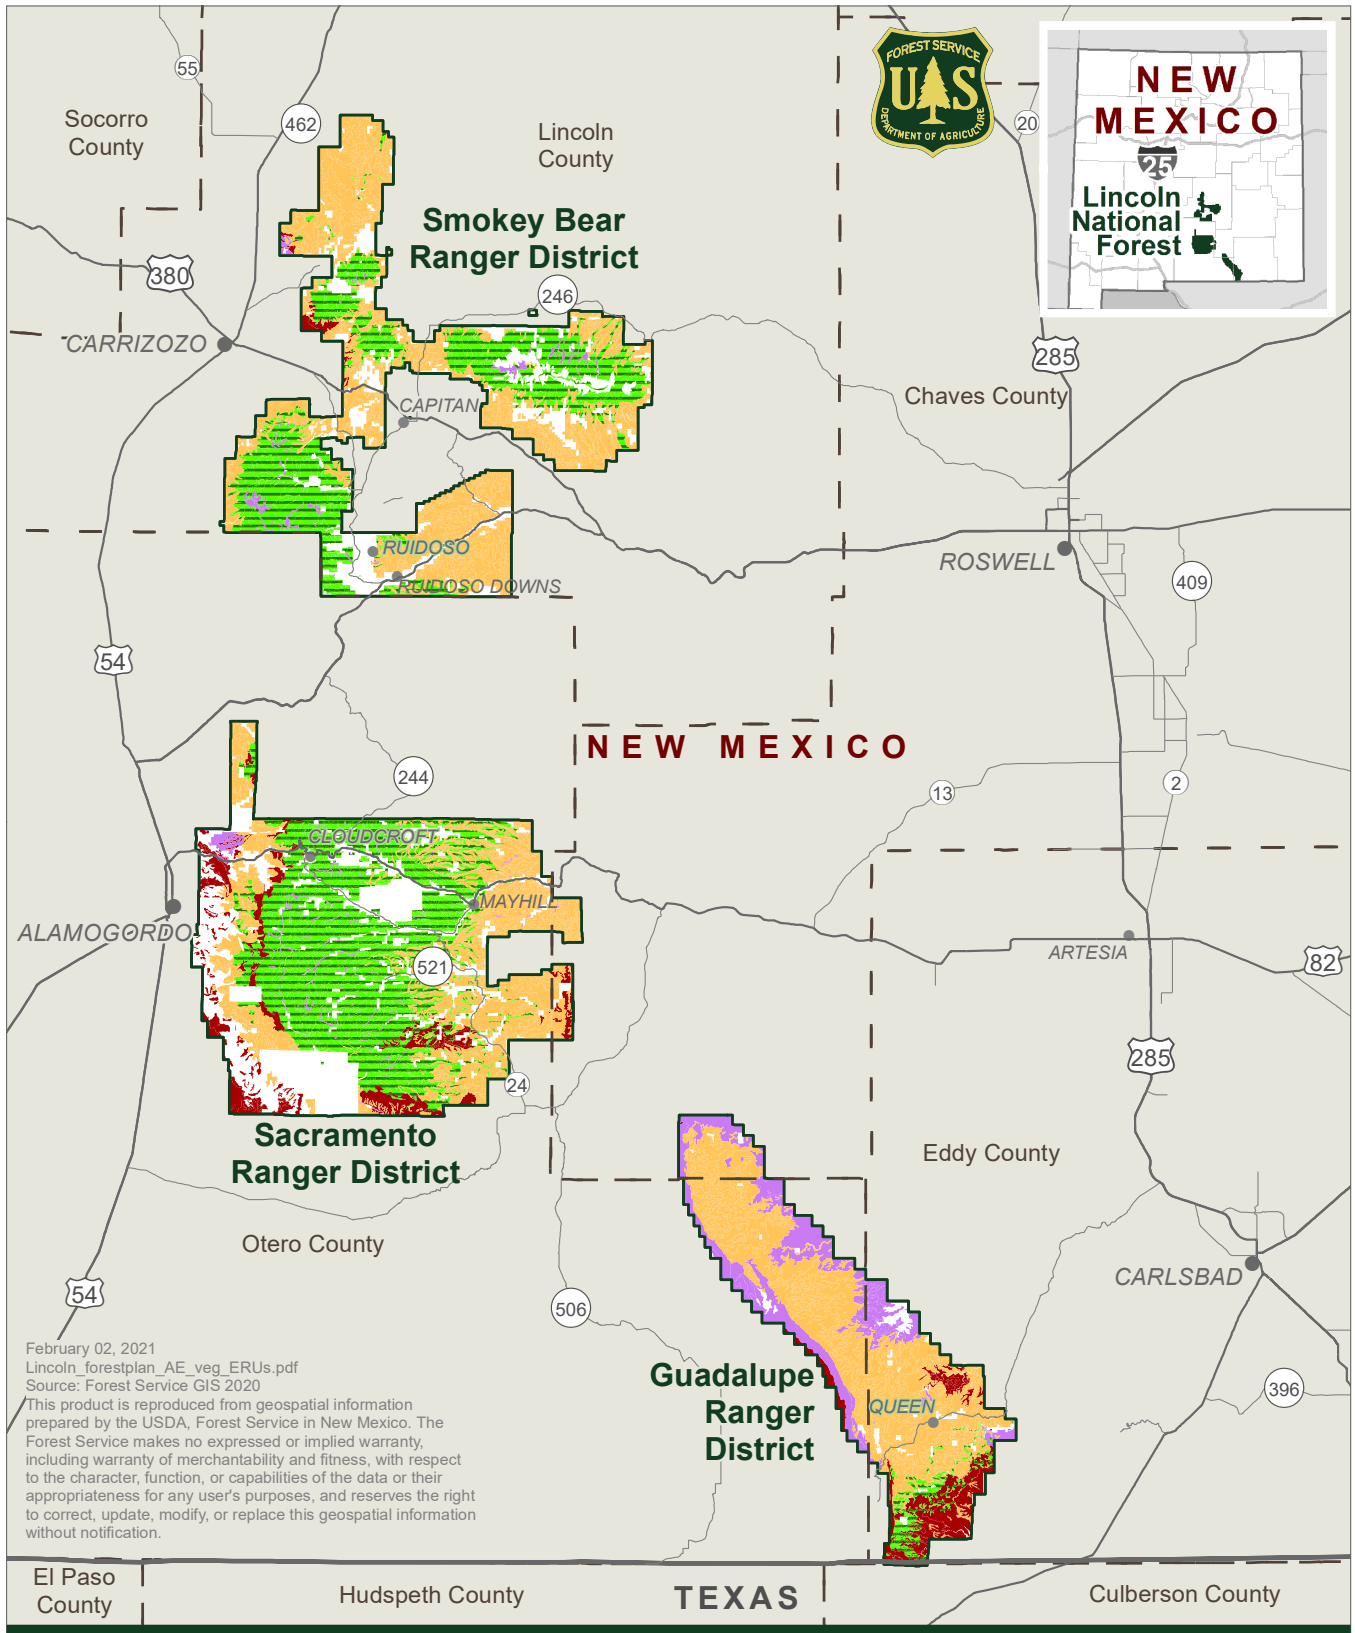 55
Socorro
County
462
Lincoln
County
FOREST SERVICE
U S
DEPARTMENT OF AGRICULTURE
20
NEW
MEXICO
25
Lincoln
National
Forest
Smokey Bear
Ranger District
380
246
CARRIZOZO
285
Chaves County
CAPITAN
RUIDOSO
RUIDOSO DOWNS
ROSWELL
409
54
NEW MEXICO
244
13
2
CLOUDCROFT
MAYHILL
ALAMOGORDO
521
ARTESIA
82
285
24
Sacramento
Ranger District
Eddy County
Otero County
CARLSBAD
54
506
February 02, 2021
Lincoln_forestplan_AE_veg_ERUs.pdf
Source: Forest Service GIS 2020
This product is reproduced from geospatial information
prepared by the USDA, Forest Service in New Mexico. The
Forest Service makes no expressed or implied warranty,
including warranty of merchantability and fitness, with respect
to the character, function, or capabilities of the data or their
appropriateness for any user's purposes, and reserves the right
to correct, update, modify, or replace this geospatial information
without notification.
Guadalupe
Ranger
District
QUEEN
396
El Paso
County
Hudspeth County
TEXAS
Culberson County